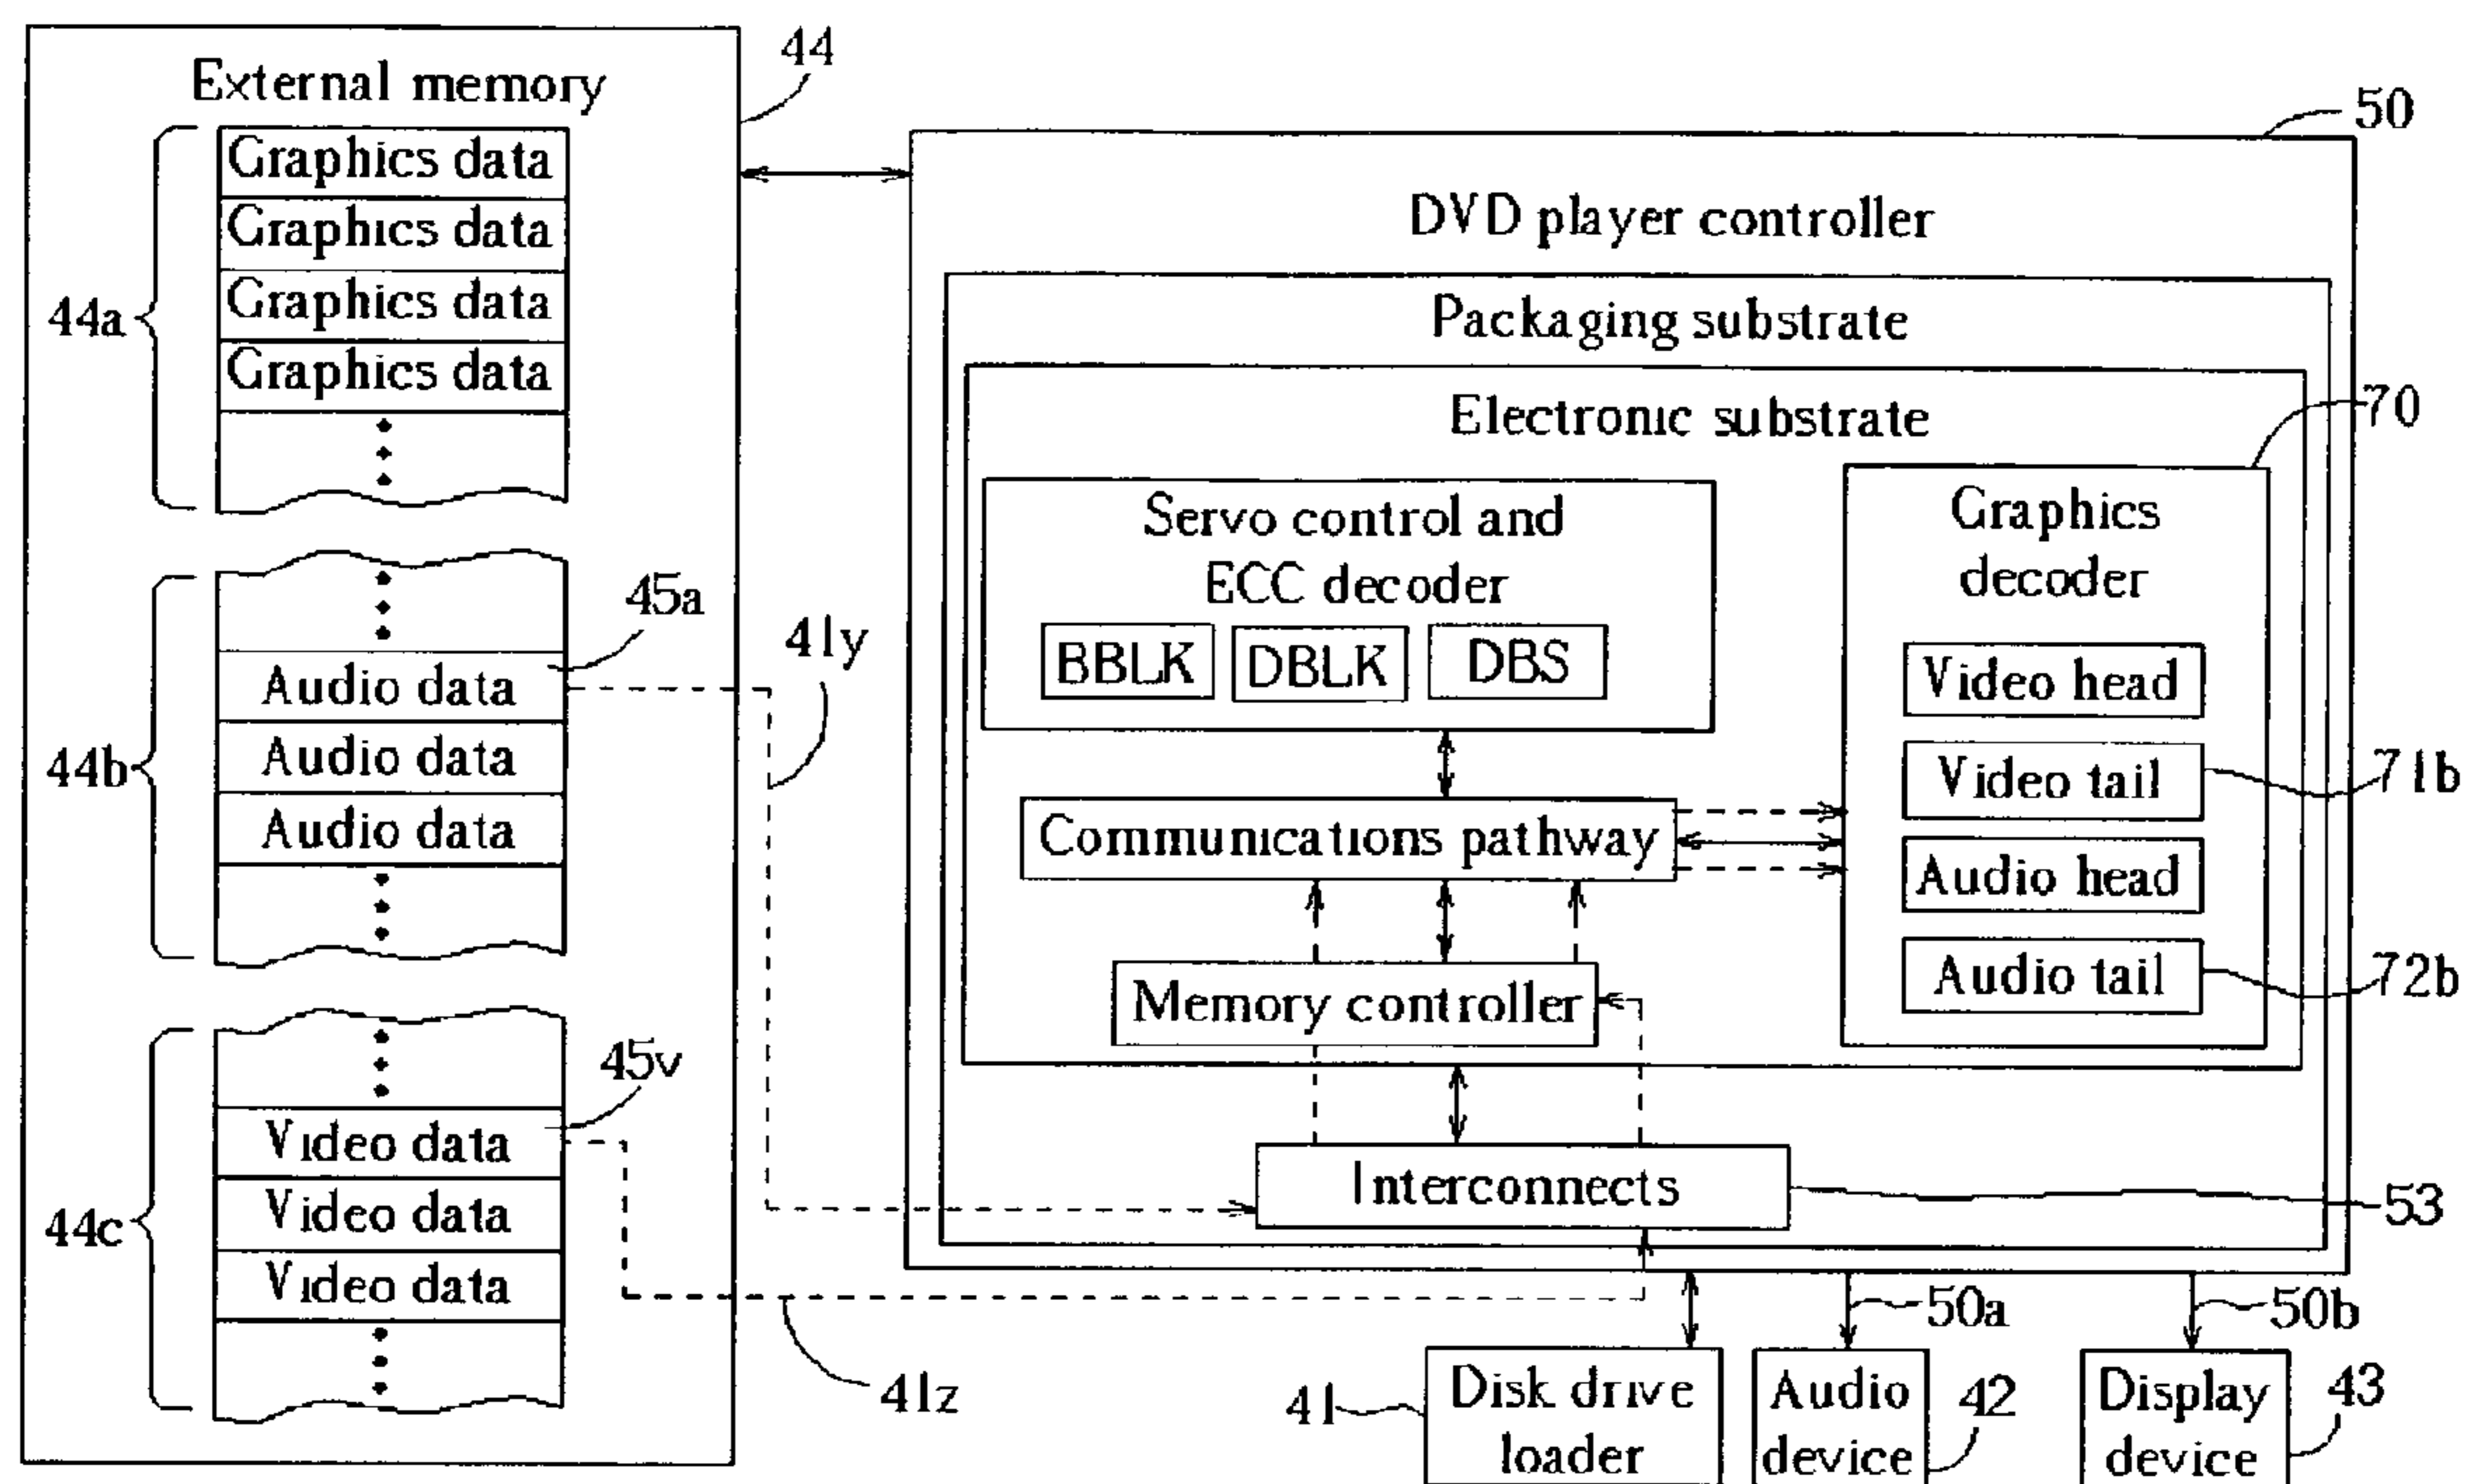 External memory
44
Graphics data
Graphics data
Graphics data
Graphics data
44a
45a
41y
Audio data
Audio data
Audio data
44b
45v
Video data
Video data
Video data
44c
41z
50
DVD player controller
Packaging substrate
Electronic substrate
70
Servo control and
ECC decoder
BBLK
DBLK
DBS
Graphics
decoder
Video head
Video tail
71b
Audio head
Audio tail
72b
Communications pathway
Memory controller
Interconnects
53
50a
50b
41
Disk drive
loader
Audio
device
42
Display
device
43